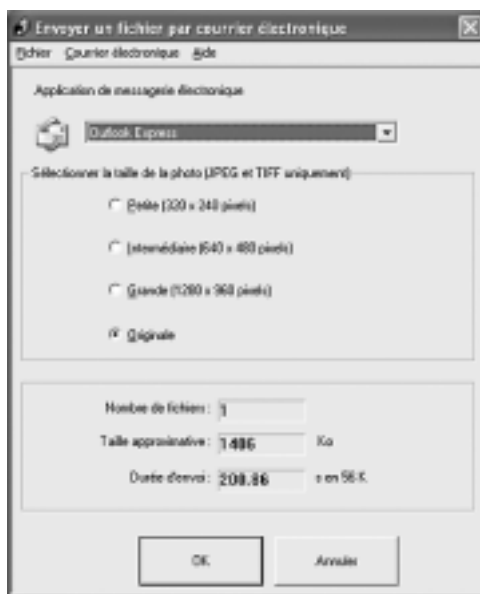 Envoyer un fichier par courrier électronique
Fichier Courrier électronique Aide
Application de messagerie électronique
Outlook Express
Sélectionner la taille de la photo (JPEG et TIFF uniquement)
Petite (320 x 240 pixels)
Intermédiaire (640 x 480 pixels)
Grande (1280 x 960 pixels)
Originale
Nombre de fichiers : 1
Taille approximative : 1406 Ko
Durée d'envoi : 200.86 s en 56 K.
OK Annuler